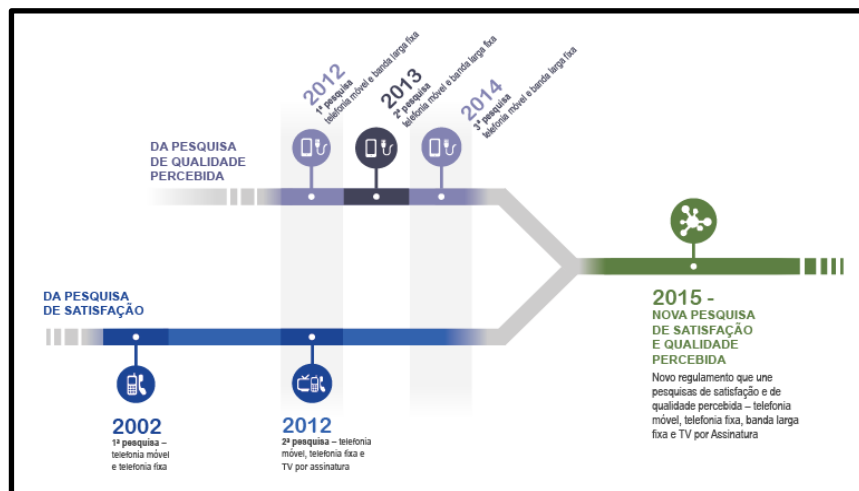 2012
1ª pesquisa
telefonia móvel e banda larga fixa
2013
2ª pesquisa
telefonia móvel e banda larga fixa
2014
3ª pesquisa
telefonia móvel e banda larga fixa
DA PESQUISA
DE QUALIDADE
PERCEBIDA
DA PESQUISA
DE SATISFAÇÃO
2002
1ª pesquisa –
telefonia móvel
e telefonia fixa
2012
2ª pesquisa – telefonia
móvel, telefonia fixa e
TV por assinatura
2015 -
NOVA PESQUISA
DE SATISFAÇÃO
E QUALIDADE
PERCEBIDA
Novo regulamento que une
pesquisas de satisfação e de
qualidade percebida – telefonia
móvel, telefonia fixa, banda larga
fixa e TV por Assinatura